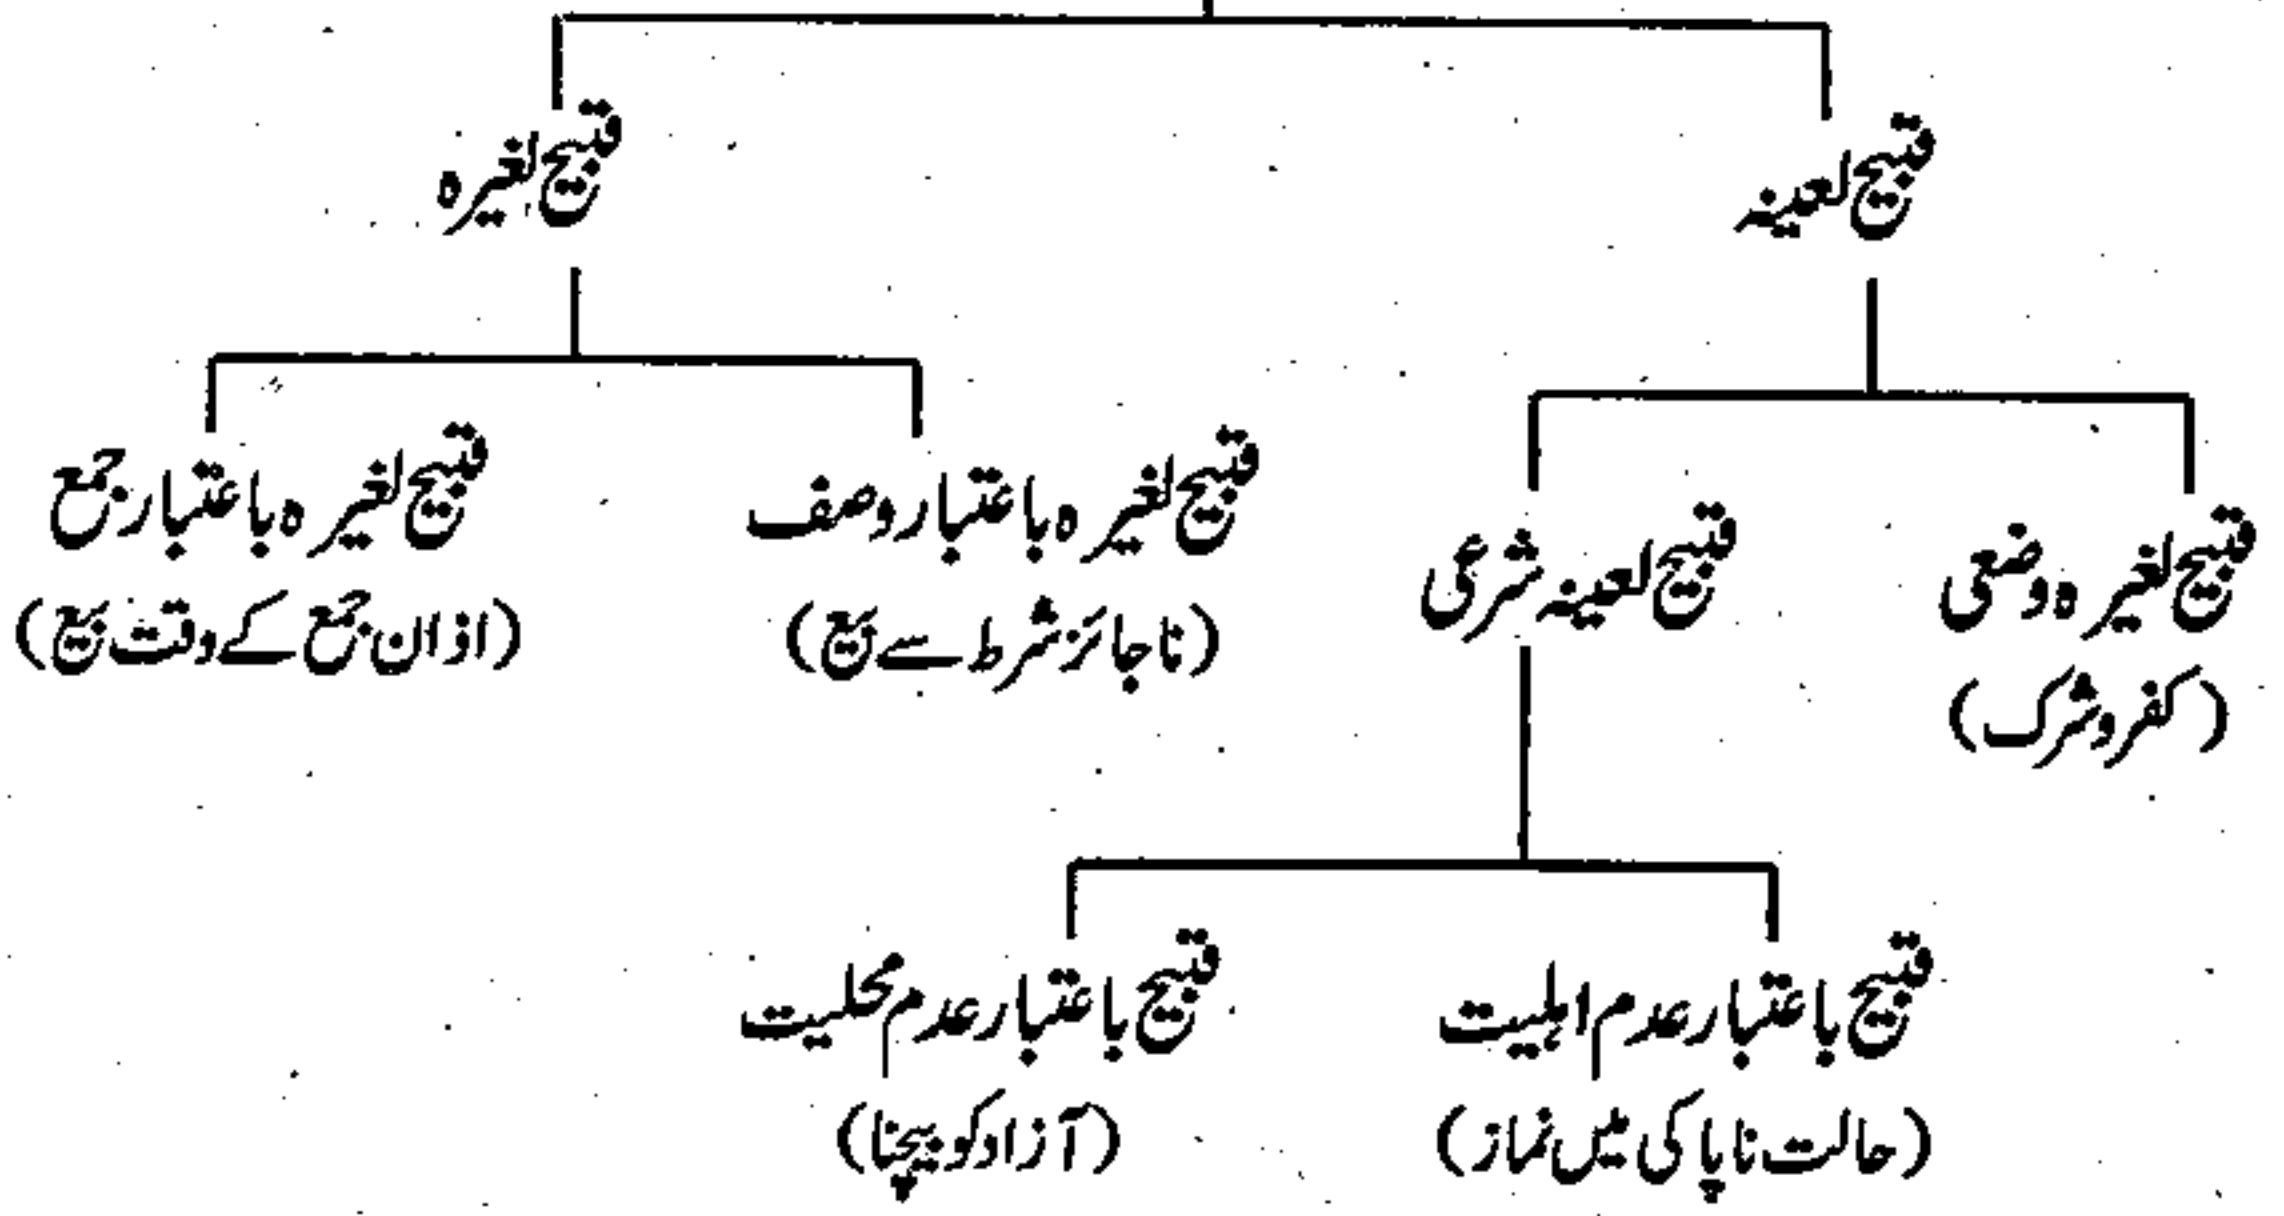 قبیح لعینہ
قبیح لغیرہ
قبیح لغیرہ وضعی
(کفر و شرک)
قبیح لعینہ شرعی
قبیح لغیرہ باعتبار وصف
(ناجائز شرط سے بیع)
قبیح لغیرہ باعتبار جمع
(اذان جمع کے وقت بیع)
قبیح باعتبار عدم اہلیت
(حالت ناپاکی میں نماز)
قبیح باعتبار عدم محلیت
(آزاد کو بیچنا)